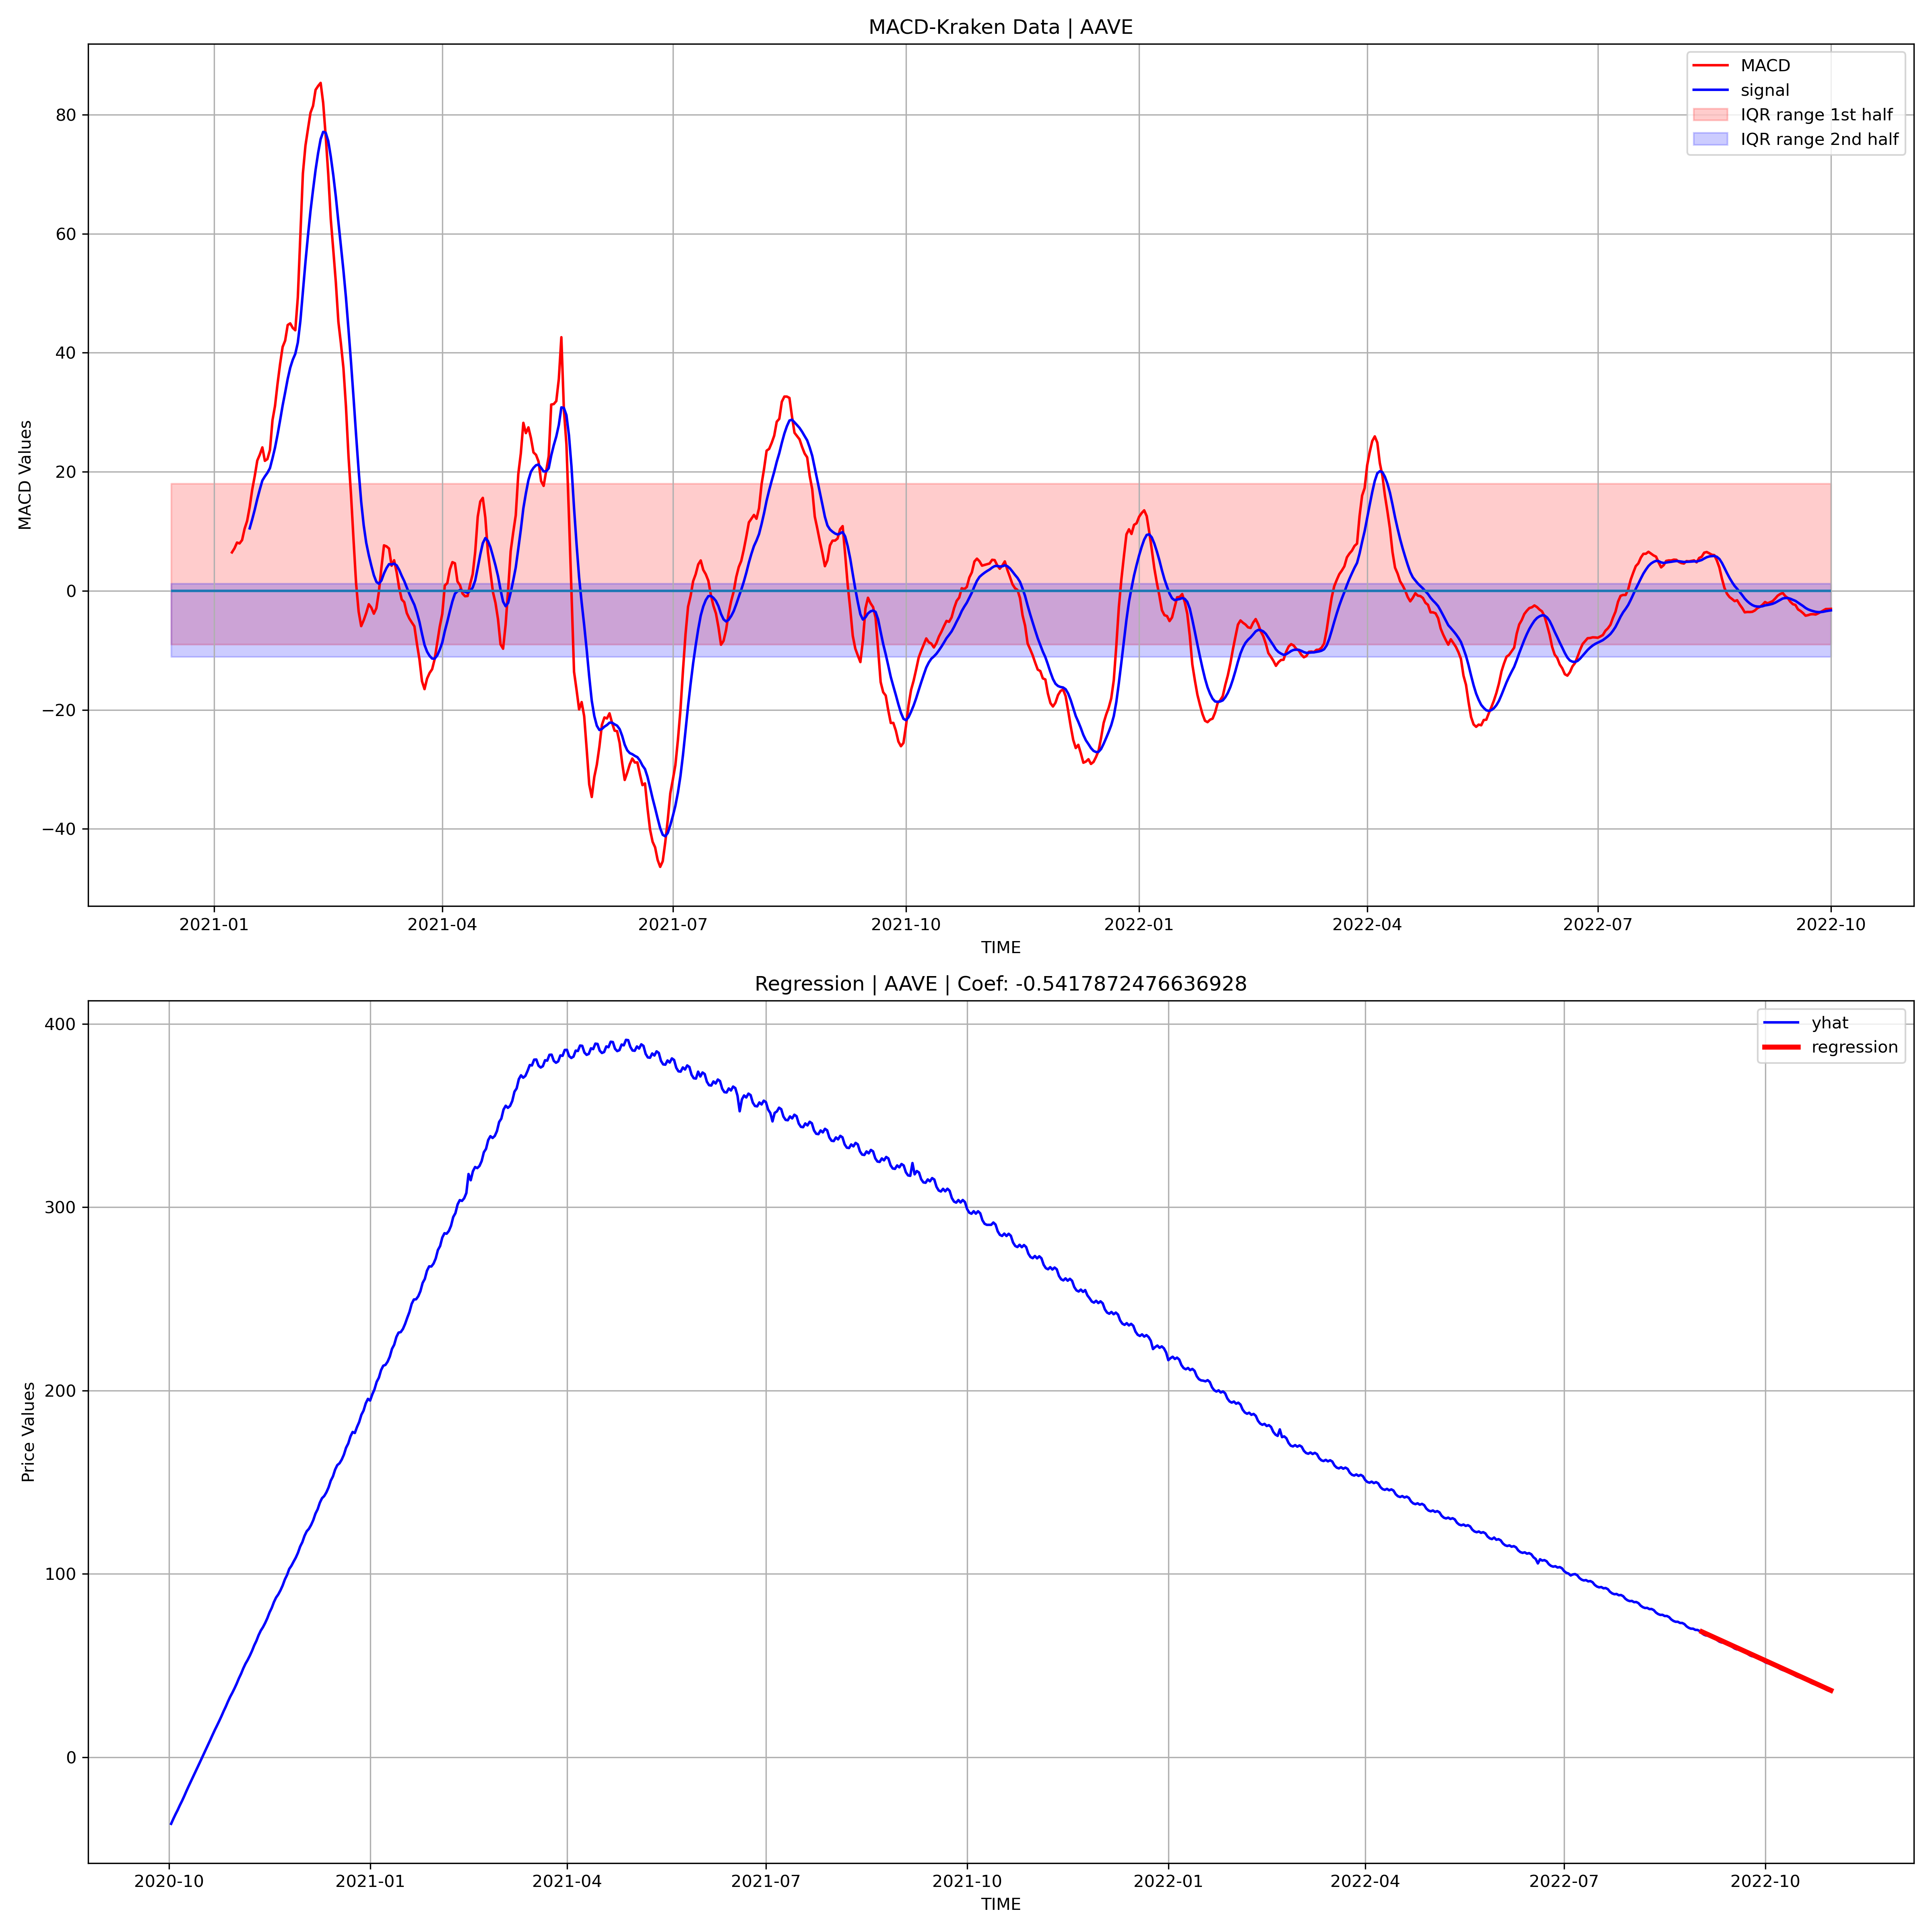 MACD-Kraken Data | AAVE
MACD
signal
IQR range 1st half
IQR range 2nd half
MACD Values
80
60
40
20
0
−20
−40
2021-01 2021-04 2021-07 2021-10 2022-01 2022-04 2022-07 2022-10
TIME
Regression | AAVE | Coef: -0.5417872476636928
yhat
regression
Price Values
400
300
200
100
0
2020-10 2021-01 2021-04 2021-07 2021-10 2022-01 2022-04 2022-07 2022-10
TIME